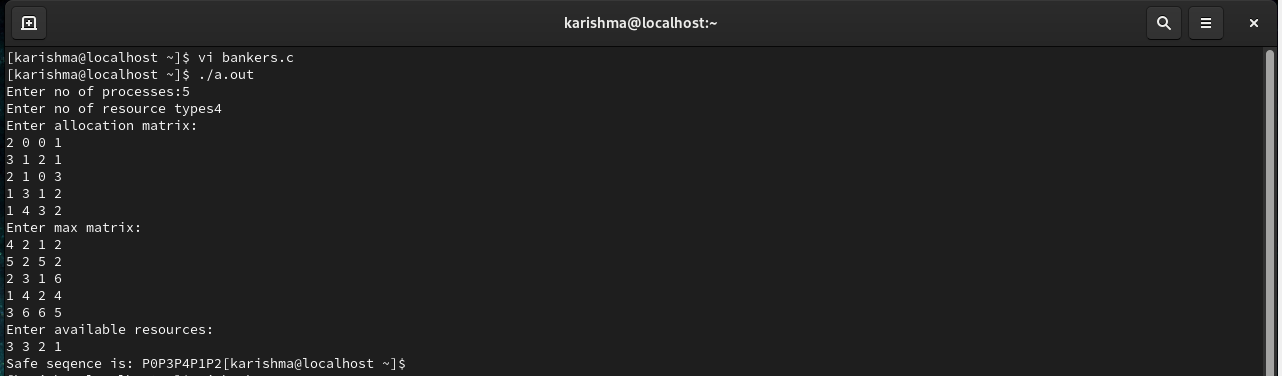 karishma@localhost:~
[karishma@localhost ~]$ vi bankers.c
[karishma@localhost ~]$ ./a.out
Enter no of processes:5
Enter no of resource types4
Enter allocation matrix:
2 0 0 1
3 1 2 1
2 1 0 3
1 3 1 2
1 4 3 2
Enter max matrix:
4 2 1 2
5 2 5 2
2 3 1 6
1 4 2 4
3 6 6 5
Enter available resources:
3 3 2 1
Safe seqence is: P0P3P4P1P2[karishma@localhost ~]$